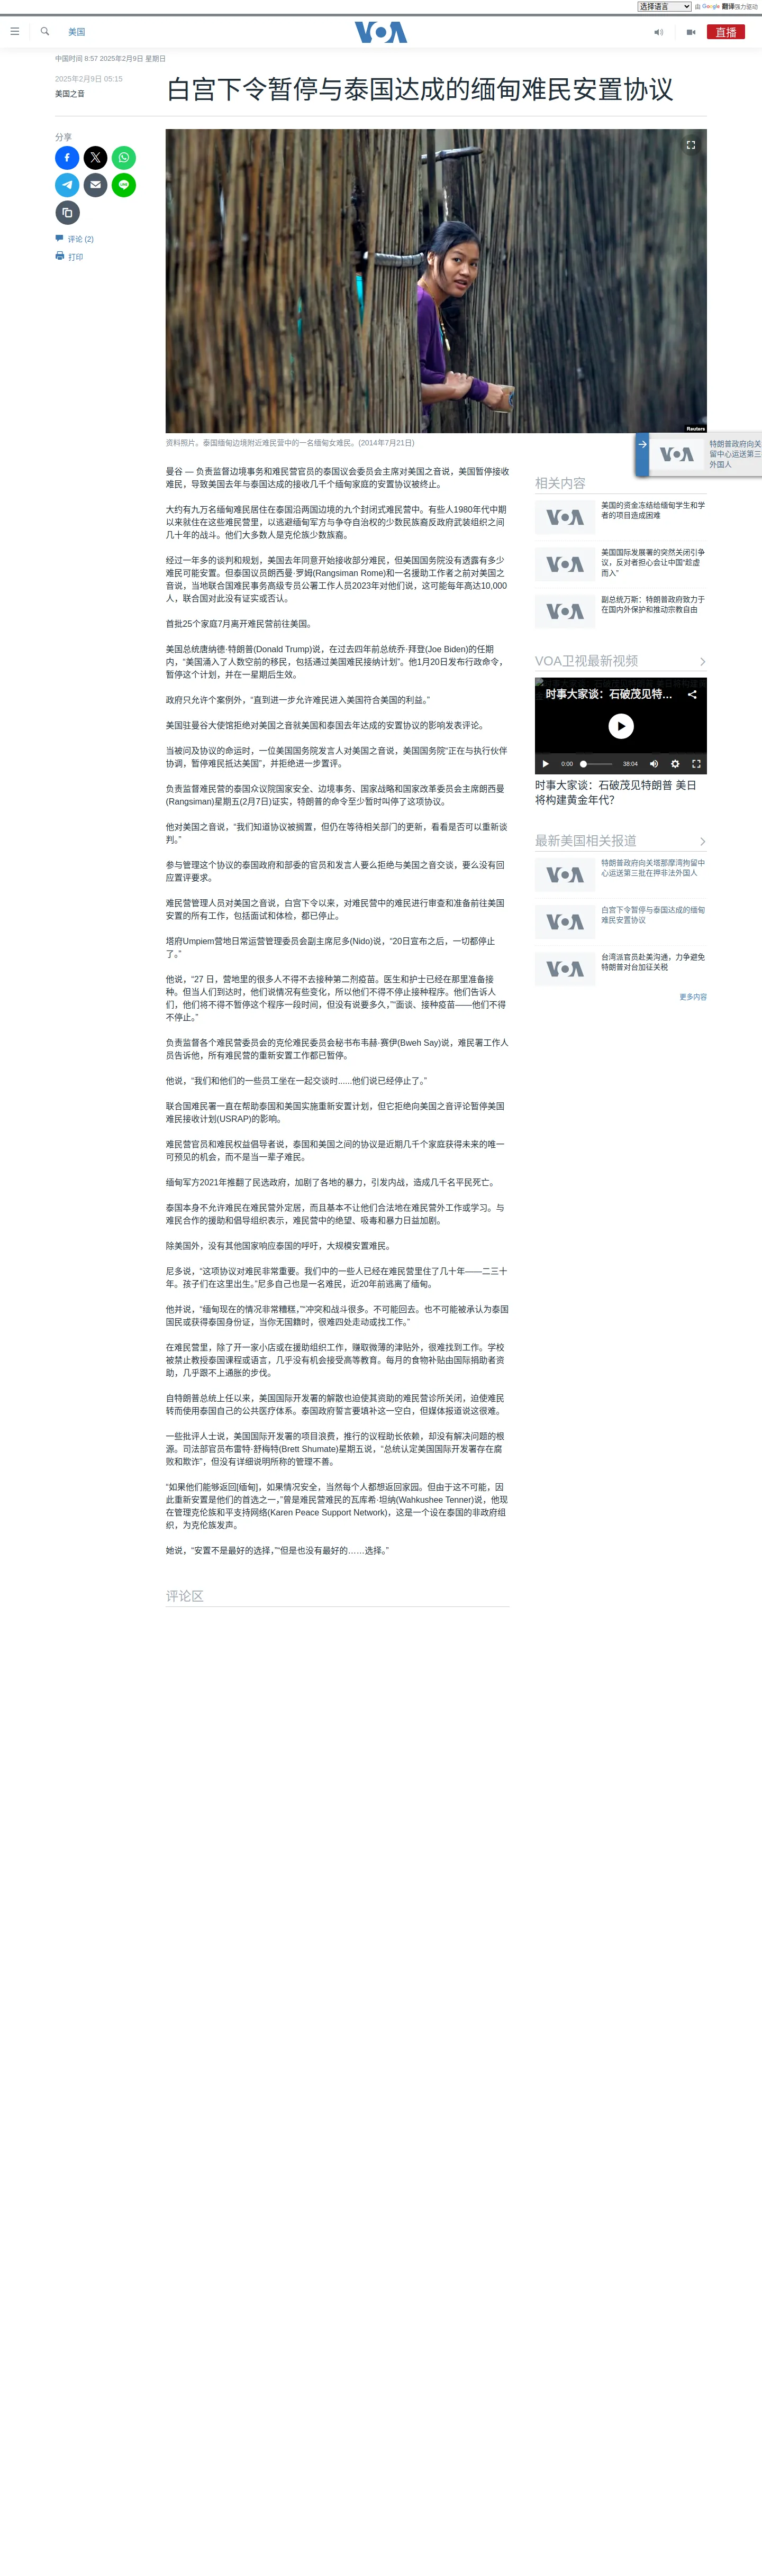 选择语言 由 Google 翻译强力驱动
美国
VOA
直播
中国时间 8:57 2025年2月9日 星期日
2025年2月9日 05:15
美国之音
白宫下令暂停与泰国达成的缅甸难民安置协议
分享
评论 (2)
打印
Reuters
资料照片。泰国缅甸边境附近难民营中的一名缅甸女难民。(2014年7月21日)
曼谷 — 负责监督边境事务和难民营官员的泰国议会委员会主席对美国之音说，美国暂停接收
难民，导致美国去年与泰国达成的接收几千个缅甸家庭的安置协议被终止。
大约有九万名缅甸难民居住在泰国沿两国边境的九个封闭式难民营中。有些人1980年代中期
以来就住在这些难民营里，以逃避缅甸军方与争夺自治权的少数民族裔反政府武装组织之间
几十年的战斗。他们大多数人是克伦族少数族裔。
经过一年多的谈判和规划，美国去年同意开始接收部分难民，但美国国务院没有透露有多少
难民可能安置。但泰国议员朗西曼·罗姆(Rangsiman Rome)和一名援助工作者之前对美国之
音说，当地联合国难民事务高级专员公署工作人员2023年对他们说，这可能每年高达10,000
人，联合国对此没有证实或否认。
首批25个家庭7月离开难民营前往美国。
美国总统唐纳德·特朗普(Donald Trump)说，在过去四年前总统乔·拜登(Joe Biden)的任期
内，“美国涌入了人数空前的移民，包括通过美国难民接纳计划”。他1月20日发布行政命令，
暂停这个计划，并在一星期后生效。
政府只允许个案例外，“直到进一步允许难民进入美国符合美国的利益。”
美国驻曼谷大使馆拒绝对美国之音就美国和泰国去年达成的安置协议的影响发表评论。
当被问及协议的命运时，一位美国国务院发言人对美国之音说，美国国务院“正在与执行伙伴
协调，暂停难民抵达美国”，并拒绝进一步置评。
负责监督难民营的泰国众议院国家安全、边境事务、国家战略和国家改革委员会主席朗西曼
(Rangsiman)星期五(2月7日)证实，特朗普的命令至少暂时叫停了这项协议。
他对美国之音说，“我们知道协议被搁置，但仍在等待相关部门的更新，看看是否可以重新谈
判。”
参与管理这个协议的泰国政府和部委的官员和发言人要么拒绝与美国之音交谈，要么没有回
应置评要求。
难民营管理人员对美国之音说，白宫下令以来，对难民营中的难民进行审查和准备前往美国
安置的所有工作，包括面试和体检，都已停止。
塔府Umpiem营地日常运营管理委员会副主席尼多(Nido)说，“20日宣布之后，一切都停止
了。”
他说，“27 日，营地里的很多人不得不去接种第二剂疫苗。医生和护士已经在那里准备接
种。但当人们到达时，他们说情况有些变化，所以他们不得不停止接种程序。他们告诉人
们，他们将不得不暂停这个程序一段时间，但没有说要多久，”“面谈、接种疫苗——他们不得
不停止。”
负责监督各个难民营委员会的克伦难民委员会秘书布韦赫·赛伊(Bweh Say)说，难民署工作人
员告诉他，所有难民营的重新安置工作都已暂停。
他说，“我们和他们的一些员工坐在一起交谈时......他们说已经停止了。”
联合国难民署一直在帮助泰国和美国实施重新安置计划，但它拒绝向美国之音评论暂停美国
难民接收计划(USRAP)的影响。
难民营官员和难民权益倡导者说，泰国和美国之间的协议是近期几千个家庭获得未来的唯一
可预见的机会，而不是当一辈子难民。
缅甸军方2021年推翻了民选政府，加剧了各地的暴力，引发内战，造成几千名平民死亡。
泰国本身不允许难民在难民营外定居，而且基本不让他们合法地在难民营外工作或学习。与
难民合作的援助和倡导组织表示，难民营中的绝望、吸毒和暴力日益加剧。
除美国外，没有其他国家响应泰国的呼吁，大规模安置难民。
尼多说，“这项协议对难民非常重要。我们中的一些人已经在难民营里住了几十年——二三十
年。孩子们在这里出生。”尼多自己也是一名难民，近20年前逃离了缅甸。
他并说，“缅甸现在的情况非常糟糕，”“冲突和战斗很多。不可能回去。也不可能被承认为泰国
国民或获得泰国身份证，当你无国籍时，很难四处走动或找工作。”
在难民营里，除了开一家小店或在援助组织工作，赚取微薄的津贴外，很难找到工作。学校
被禁止教授泰国课程或语言，几乎没有机会接受高等教育。每月的食物补贴由国际捐助者资
助，几乎跟不上通胀的步伐。
自特朗普总统上任以来，美国国际开发署的解散也迫使其资助的难民营诊所关闭，迫使难民
转而使用泰国自己的公共医疗体系。泰国政府誓言要填补这一空白，但媒体报道说这很难。
一些批评人士说，美国国际开发署的项目浪费，推行的议程助长依赖，却没有解决问题的根
源。司法部官员布雷特·舒梅特(Brett Shumate)星期五说，“总统认定美国国际开发署存在腐
败和欺诈”，但没有详细说明所称的管理不善。
“如果他们能够返回[缅甸]，如果情况安全，当然每个人都想返回家园。但由于这不可能，因
此重新安置是他们的首选之一，”曾是难民营难民的瓦库希·坦纳(Wahkushee Tenner)说，他现
在管理克伦族和平支持网络(Karen Peace Support Network)，这是一个设在泰国的非政府组
织，为克伦族发声。
她说，“安置不是最好的选择，”“但是也没有最好的……选择。”
评论区
VOA
特朗普政府向关
留中心运送第三
外国人
相关内容
VOA
美国的资金冻结给缅甸学生和学
者的项目造成困难
VOA
美国国际发展署的突然关闭引争
议，反对者担心会让中国“趁虚
而入”
VOA
副总统万斯：特朗普政府致力于
在国内外保护和推动宗教自由
VOA卫视最新视频
时事大家谈：石破茂见特...
0:00
38:04
时事大家谈：石破茂见特朗普 美日
将构建黄金年代?
最新美国相关报道
VOA
特朗普政府向关塔那摩湾拘留中
心运送第三批在押非法外国人
VOA
白宫下令暂停与泰国达成的缅甸
难民安置协议
VOA
台湾派官员赴美沟通，力争避免
特朗普对台加征关税
更多内容